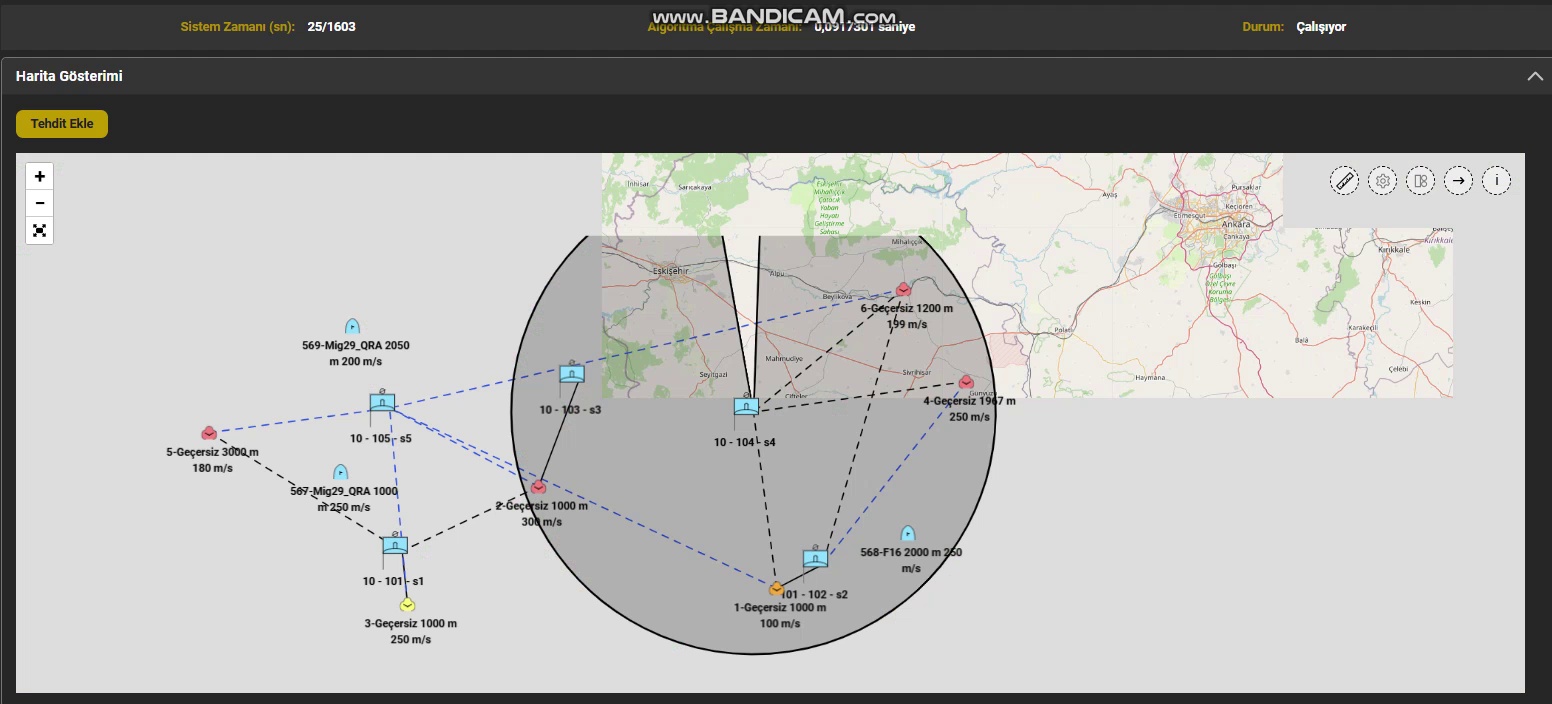 www.BANDICAM.com
Sistem Zamanı (sn): 25/1603
Algoritma Çalışma Zamanı: 0,0917301 saniye
Durum: Çalışıyor
Harita Gösterimi
Tehdit Ekle
+
−
i
İnhisar
Sarıcakaya
Eskişehir
Mihalıççık
Çatacık
Yaban
Hayatı
Geliştirme
Sahası
Ayaş
Pursaklar
Keçiören
Etimesgut
Ankara
Çankaya
Gölbaşı
Gölbaşı
Özel Çevre
Koruma
Bölgesi
Kırıkkale
Kırıkkale
Keskin
Karakeçili
Balâ
Çelebi
Mihalıççık
Eskişehir
Alpu
Beylikova
Polatlı
Haymana
Mahmudiye
Seyitgazi
Sivrihisar
Çifteler
Günyüzü
6-Geçersiz 1200 m
199 m/s
569-Mig29_QRA 2050
m 200 m/s
10 - 103 - s3
4-Geçersiz 1967 m
250 m/s
10 - 105 - s5
10 - 104 - s4
5-Geçersiz 3000 m
180 m/s
567-Mig29_QRA 1000
m 250 m/s
2-Geçersiz 1000 m
300 m/s
568-F16 2000 m 250
m/s
10 - 101 - s1
101 - 102 - s2
1-Geçersiz 1000 m
100 m/s
3-Geçersiz 1000 m
250 m/s